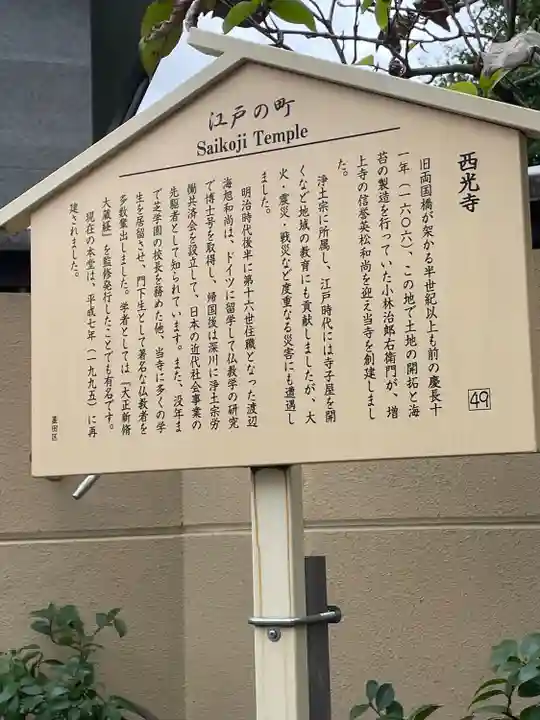 江戸の町
Saikoji Temple
西光寺
49
旧両国橋が架かる半世紀以上も前の慶長十
一年(一六〇六)、この地で土地の開拓と海
苔の製造を行っていた小林治郎右衛門が、増
上寺の信誉英松和尚を迎え当寺を創建しまし
た。
浄土宗に所属し、江戸時代には寺子屋を開
くなど地域の教育にも貢献しましたが、大
火・震災・戦災など度重なる災害にも遭遇し
ました。
明治時代後半に第十六世住職となった渡辺
海旭和尚は、ドイツに留学して仏教学の研究
で博士号を取得し、帰国後は深川に浄土宗労
働共済会を設立して、日本の近代社会事業の
先駆者として知られています。また、没年ま
で芝学園の校長を務めた他、当寺に多くの学
生を居留させ、門下生として著名な仏教者を
多数輩出しました。学者としては『大正新脩
大蔵経』を監修発行したことでも有名です。
現在の本堂は、平成七年(一九九五)に再
建されました。
墨田区